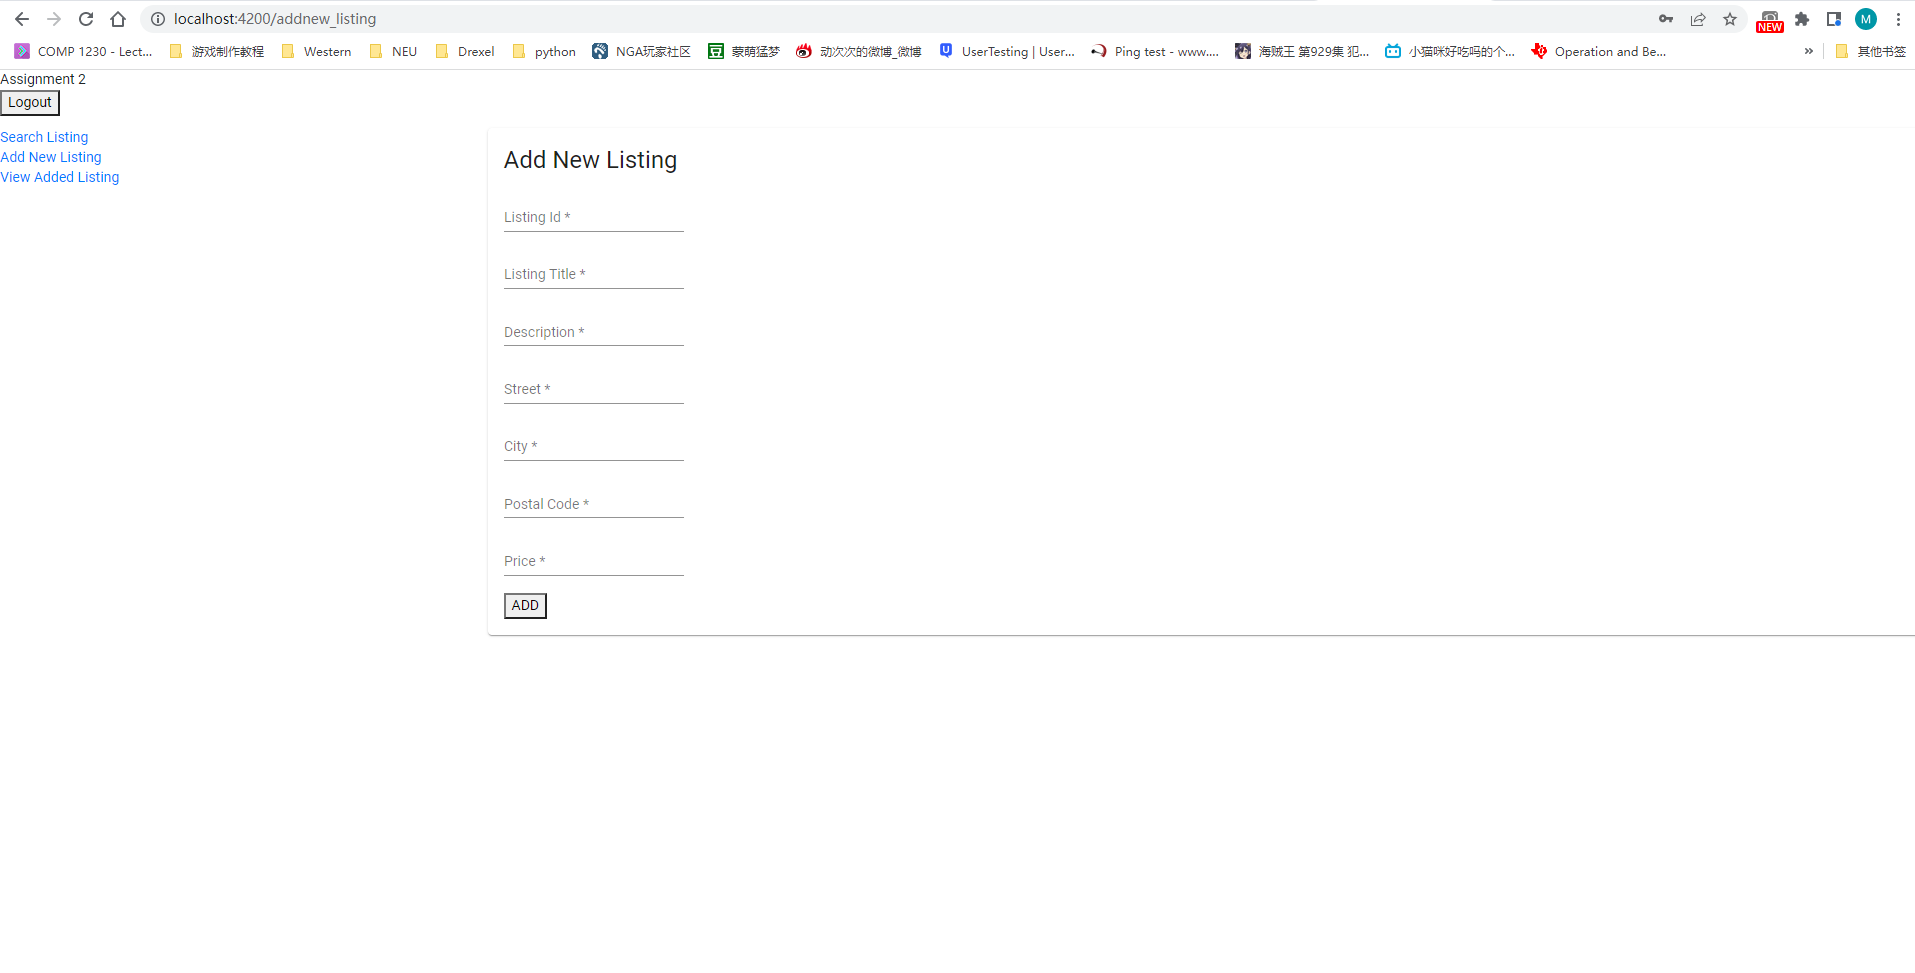 localhost:4200/addnew_listing
NEW
M
COMP 1230 - Lect... 游戏制作教程 Western NEU Drexel python NGA玩家社区 豆 蒙萌猛梦 动次次的微博_微博 UserTesting | User... Ping test - www.... 海贼王 第929集 犯... 小猫咪好吃吗的个... Operation and Be... » 其他书签
Assignment 2
Logout
Search Listing
Add New Listing
View Added Listing
Add New Listing
Listing Id *
Listing Title *
Description *
Street *
City *
Postal Code *
Price *
ADD